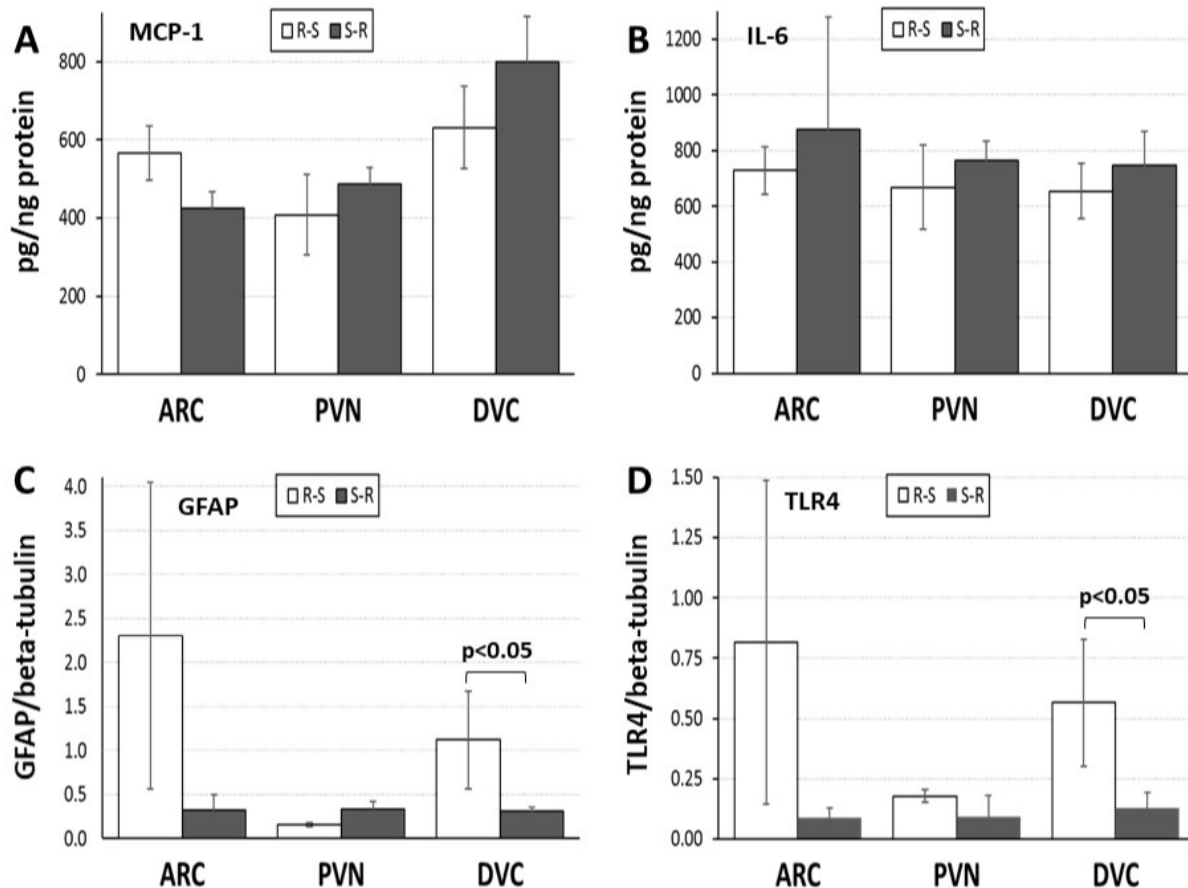 A
MCP-1
R-S S-R
pg/ng protein
800
600
400
200
0
ARC PVN DVC
B
IL-6
R-S S-R
pg/ng protein
1200
1000
800
600
400
200
0
ARC PVN DVC
C
GFAP
R-S S-R
GFAP/beta-tubulin
4.0
3.5
3.0
2.5
2.0
1.5
1.0
0.5
0.0
p<0.05
ARC PVN DVC
D
TLR4
R-S S-R
TLR4/beta-tubulin
1.50
1.25
1.00
0.75
0.50
0.25
0.00
p<0.05
ARC PVN DVC